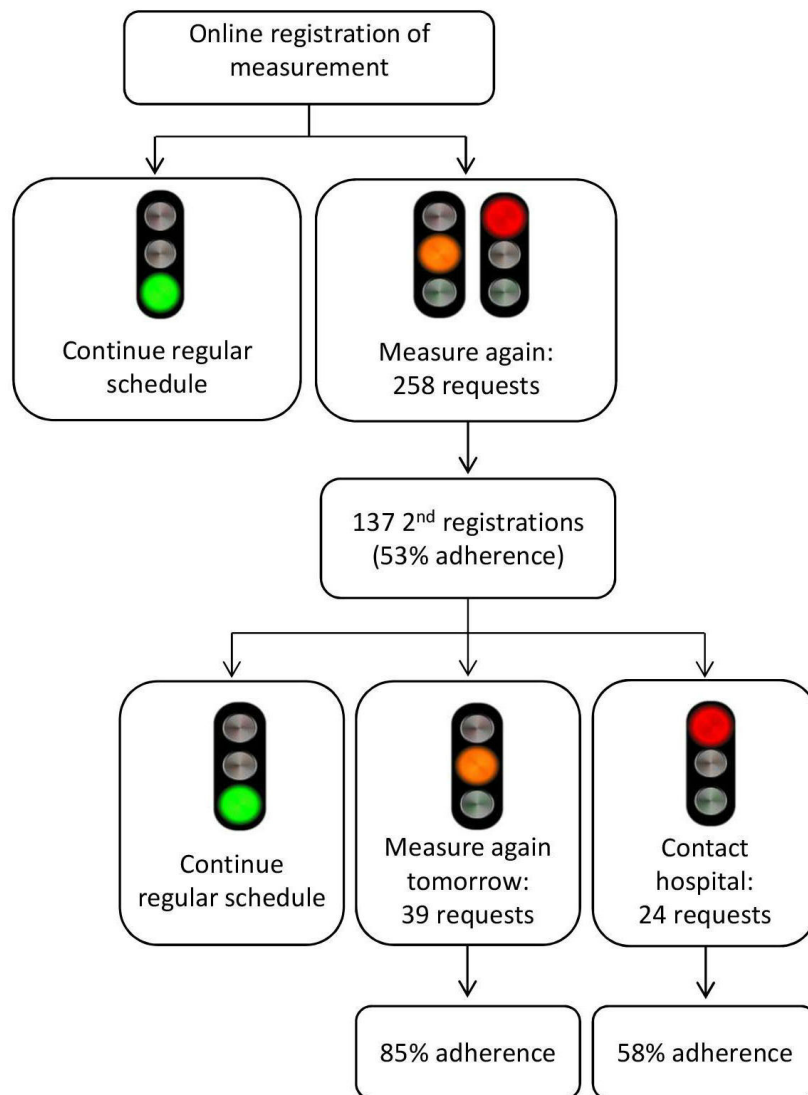 Online registration of
measurement
Continue regular
schedule
Measure again:
258 requests
137 2nd registrations
(53% adherence)
Continue
regular schedule
Measure again
tomorrow:
39 requests
Contact
hospital:
24 requests
85% adherence
58% adherence